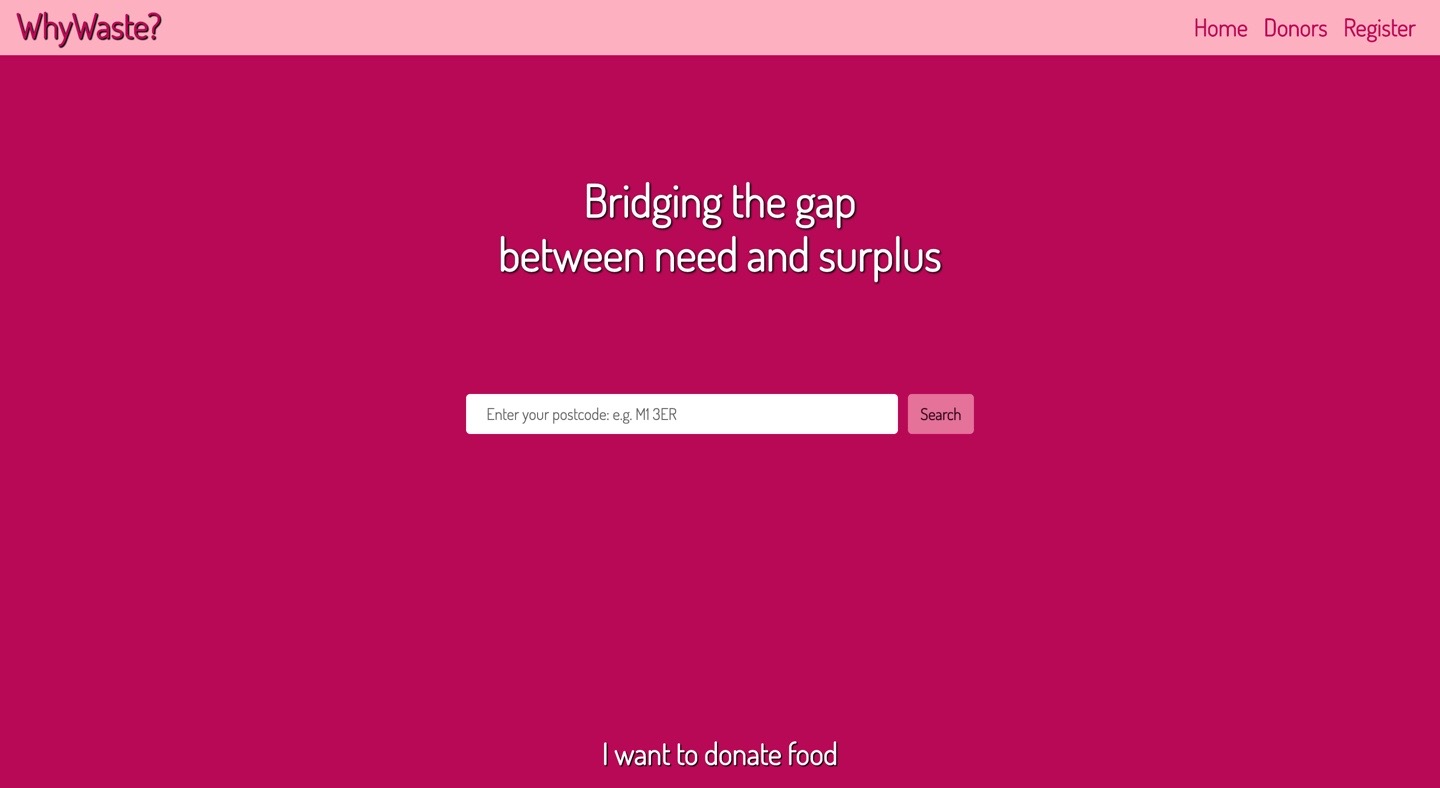 WhyWaste?
Home Donors Register
Bridging the gap
between need and surplus
Enter your postcode: e.g. M1 3ER
Search
I want to donate food